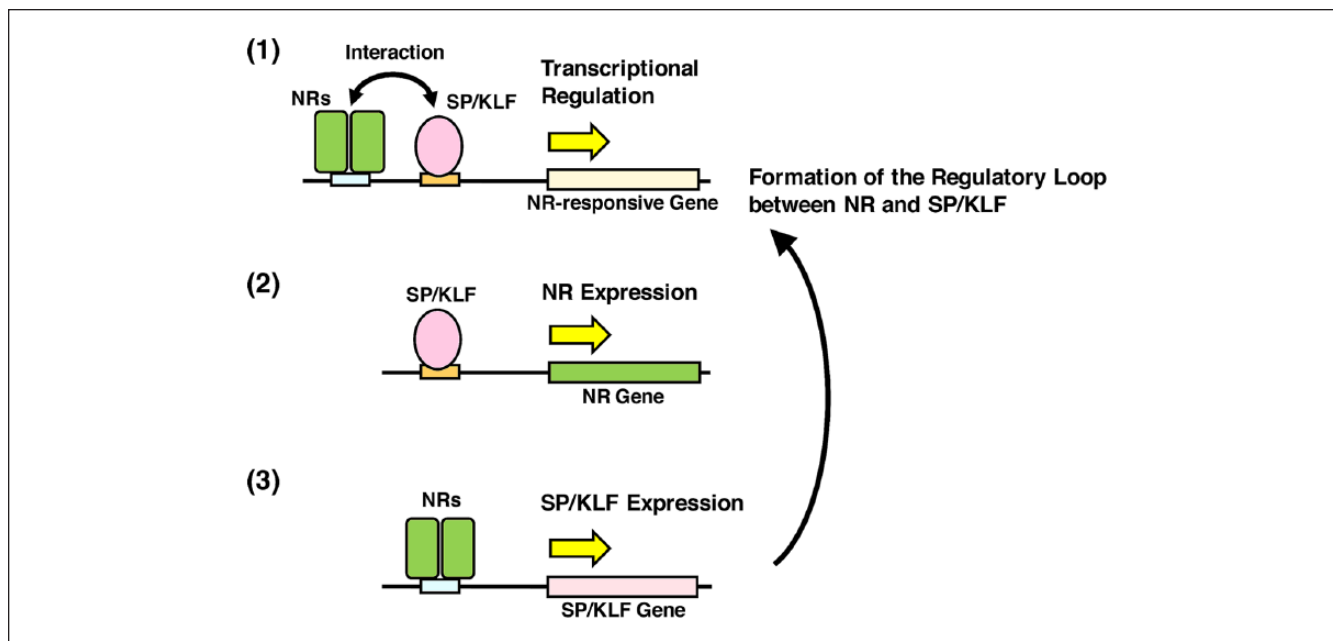 (1)
Interaction
NRs
SP/KLF
Transcriptional
Regulation
NR-responsive Gene
Formation of the Regulatory Loop
between NR and SP/KLF
(2)
SP/KLF
NR Expression
NR Gene
(3)
NRs
SP/KLF Expression
SP/KLF Gene